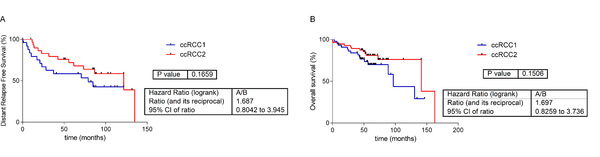 A
Distant Relapse Free Survival (%)
100
50
0
0
50
100
150
time (months)
ccRCC1
ccRCC2
P value 0.1659
Hazard Ratio (logrank) A/B
Ratio (and its reciprocal) 1.687
95% CI of ratio 0.8042 to 3.945
B
Overall survival (%)
100
50
0
0
50
100
150
200
time (months)
ccRCC1
ccRCC2
P value 0.1506
Hazard Ratio (logrank) A/B
Ratio (and its reciprocal) 1.697
95% CI of ratio 0.8259 to 3.736